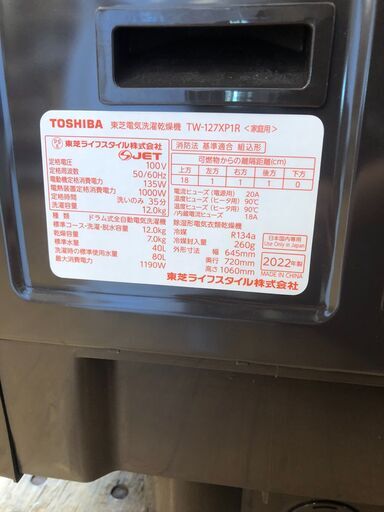 TOSHIBA 東芝電気洗濯乾燥機 TW-127XP1R <家庭用>
東芝ライフスタイル株式会社
JET
定格電圧 100V
定格周波数 50/60Hz
電動機定格消費電力 135W
電熱装置定格消費電力 1000W
定格時間 洗いのみ 35分
洗濯容量 12.0kg
種類 ドラム式全自動電気洗濯機
標準コース・洗濯・脱水容量 12.0kg
乾燥容量 7.0kg
標準水量 40L
洗濯時の標準使用水量 80L
最大消費電力 1190W
消防法 基準適合 組込形
可燃物からの離隔距離(cm)
上方 左方 右方 前方 後方 下方
18 1 1 1 1 0
電流ヒューズ (電源用) 20A
温度ヒューズ (ヒータ用) 90℃
温度ヒューズ (ヒータ用) 90℃
/内蔵電流ヒューズ 18A
除湿形電気衣類乾燥機
冷媒 R134a
冷媒封入量 260g
外形寸法 幅 645mm
奥行 720mm
高さ 1060mm
日本国内専用
Use Only in Japan
2022年製
MADE IN CHINA
東芝ライフスタイル株式会社